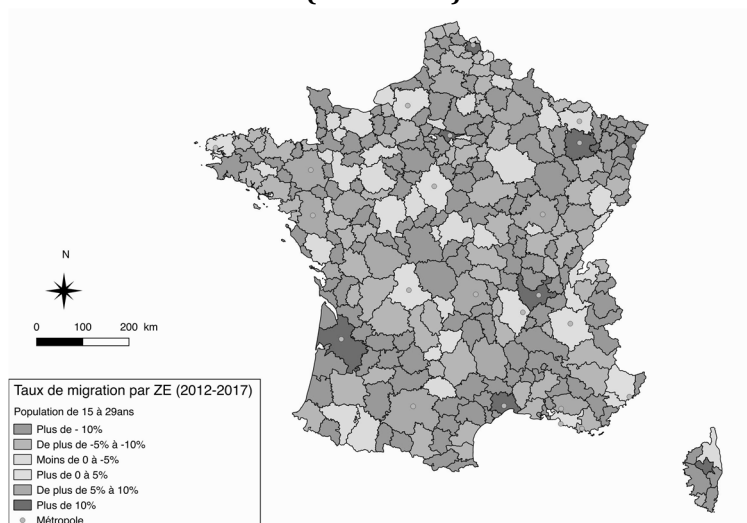 N
0 100 200 km
Taux de migration par ZE (2012-2017)
Population de 15 à 29ans
Plus de - 10%
De plus de -5% à -10%
Moins de 0 à -5%
Plus de 0 à 5%
De plus de 5% à 10%
Plus de 10%
Métropole